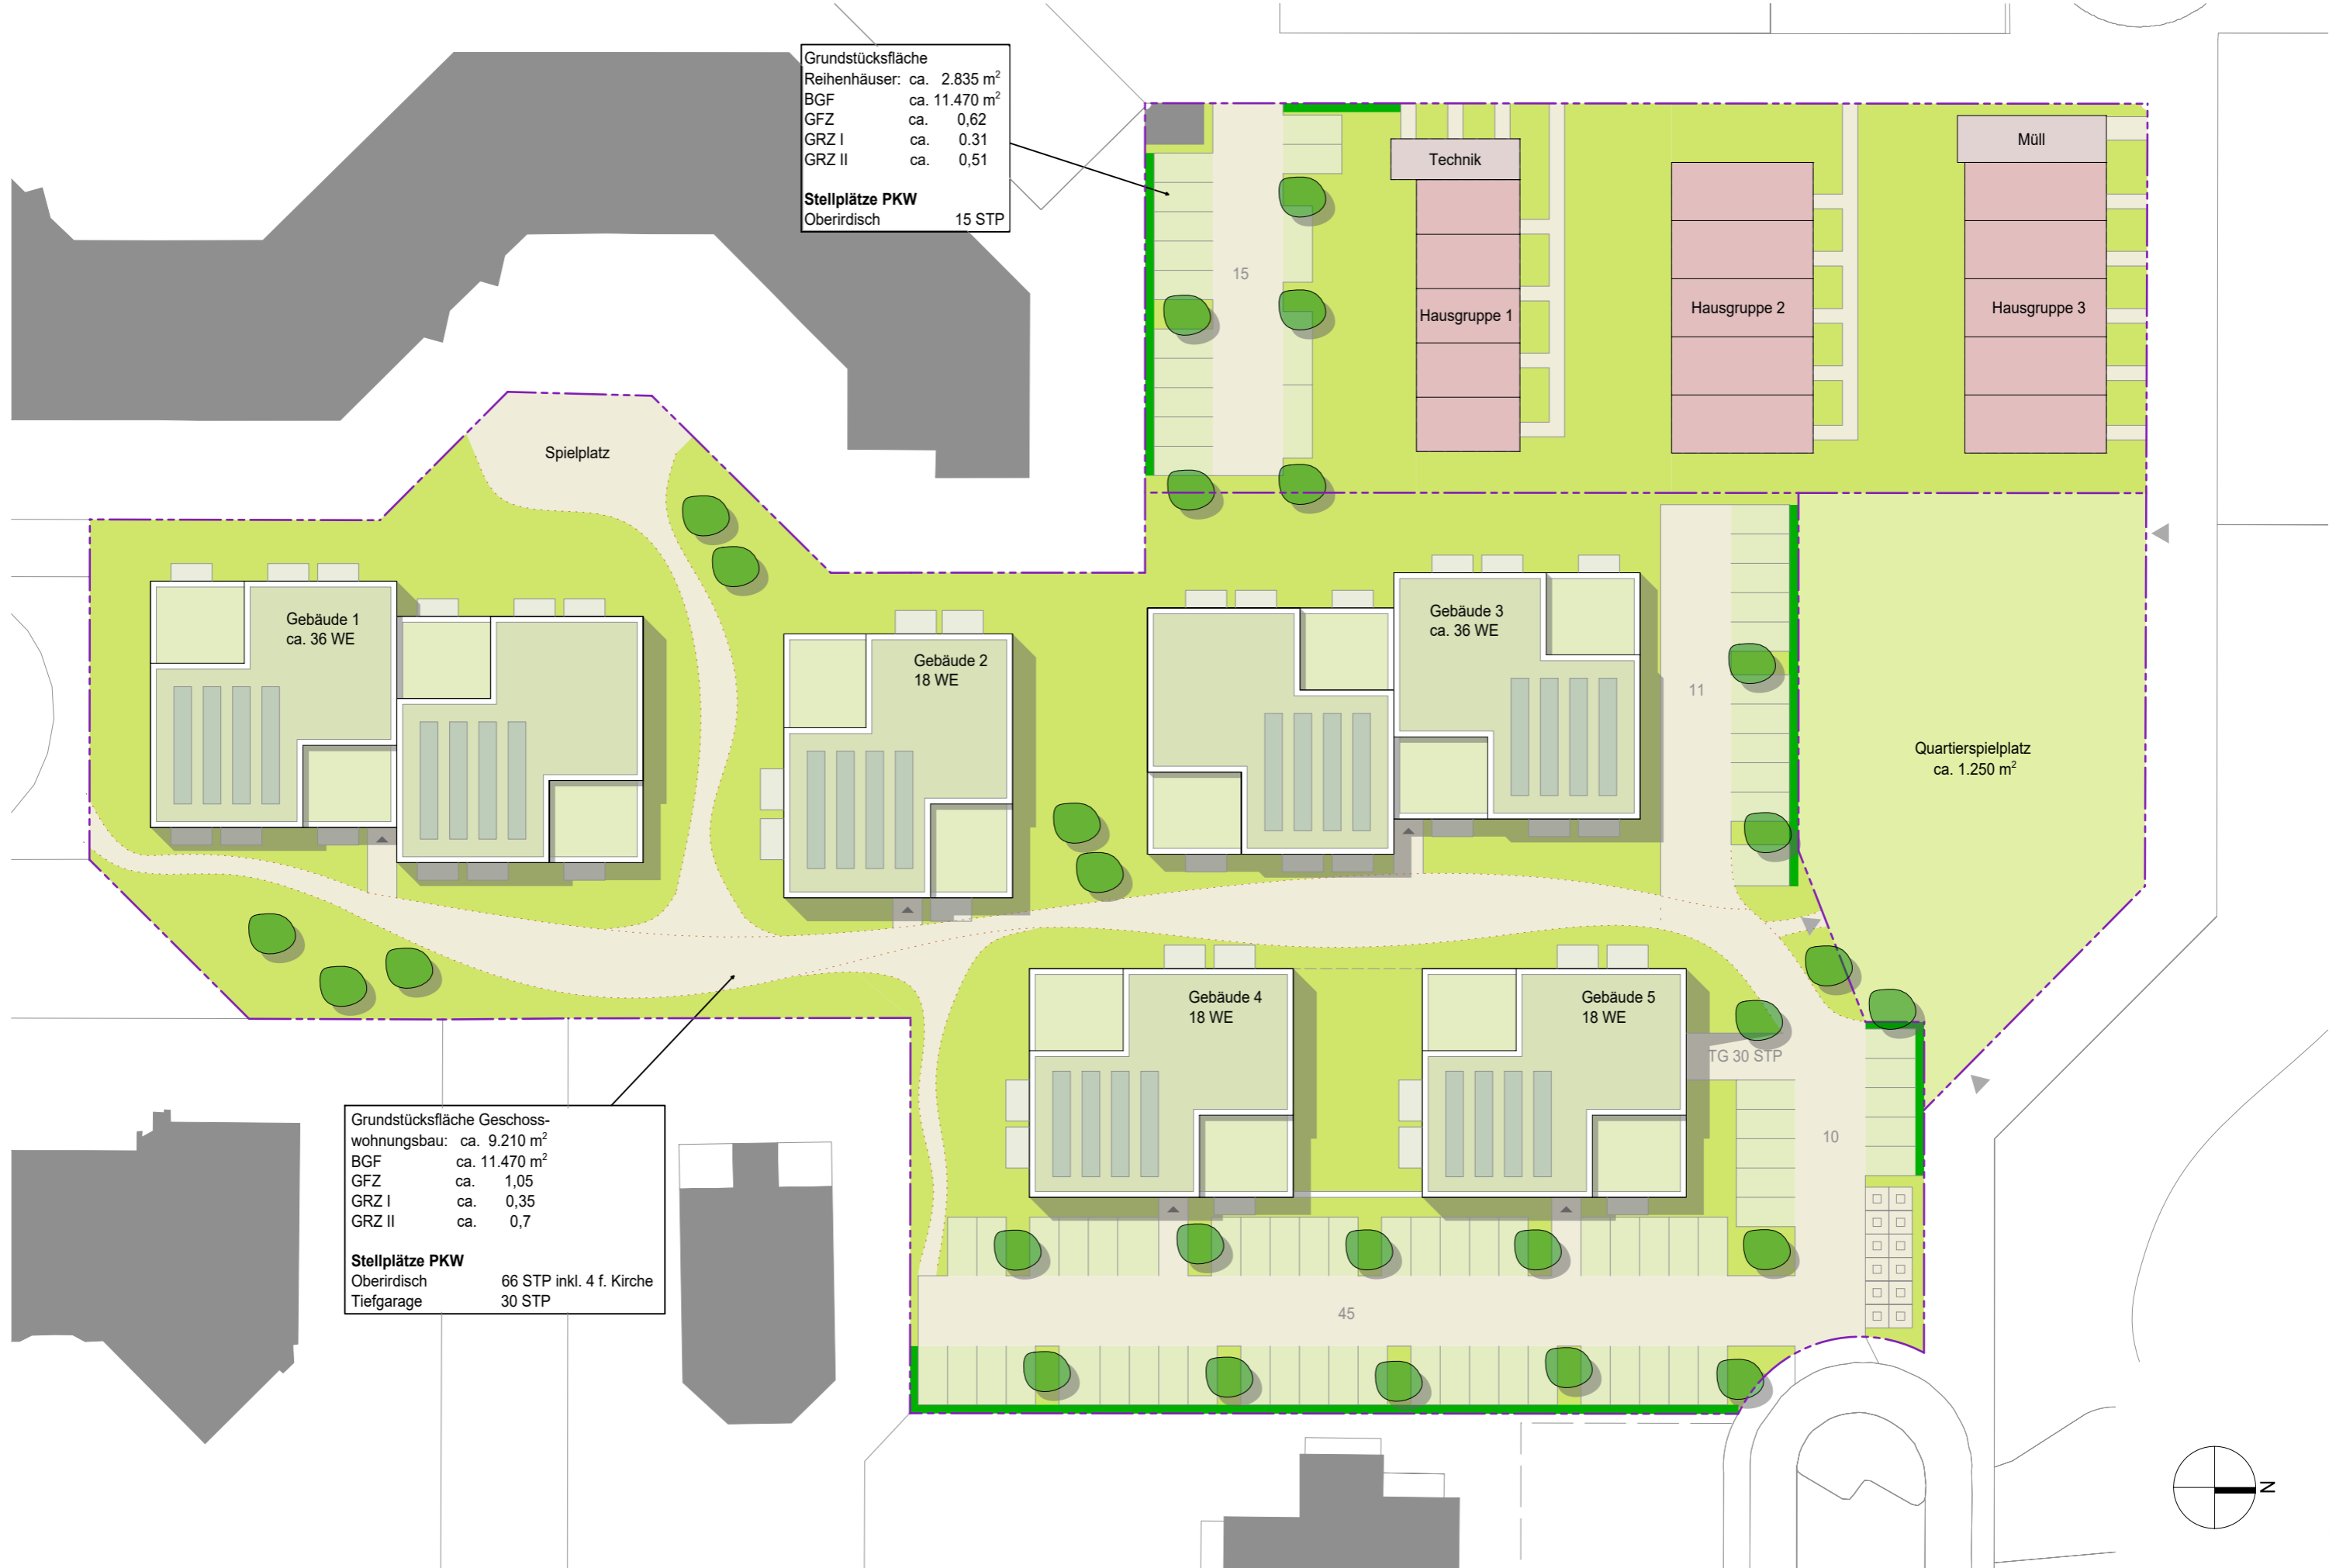 Grundstücksfläche
Reihenhäuser: ca. 2.835 m²
BGF ca. 11.470 m²
GFZ ca. 0,62
GRZ I ca. 0.31
GRZ II ca. 0,51
Stellplätze PKW
Oberirdisch 15 STP
Technik
Müll
15
Hausgruppe 1
Hausgruppe 2
Hausgruppe 3
Spielplatz
Gebäude 1
ca. 36 WE
Gebäude 2
18 WE
Gebäude 3
ca. 36 WE
11
Quartierspielplatz
ca. 1.250 m²
Gebäude 4
18 WE
Gebäude 5
18 WE
TG 30 STP
10
45
Grundstücksfläche Geschoss-
wohnungsbau: ca. 9.210 m²
BGF ca. 11.470 m²
GFZ ca. 1,05
GRZ I ca. 0,35
GRZ II ca. 0,7
Stellplätze PKW
Oberirdisch 66 STP inkl. 4 f. Kirche
Tiefgarage 30 STP
N